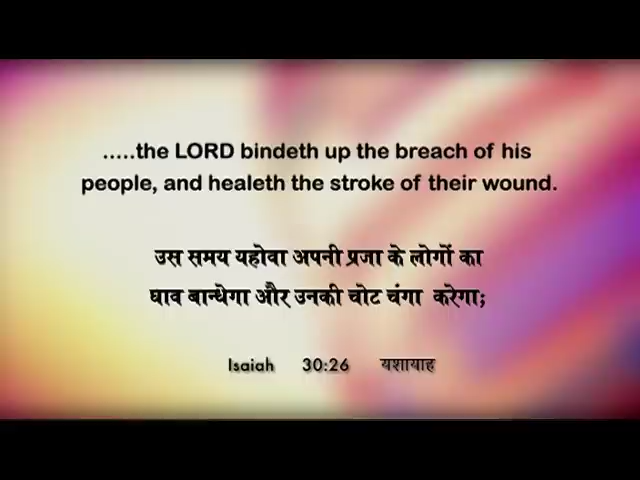 .....the LORD bindeth up the breach of his
people, and healeth the stroke of their wound.
उस समय यहोवा अपनी प्रजा के लोगों का
घाव बान्धेगा और उनकी चोट चंगा करेगा;
Isaiah 30:26 यशायाह